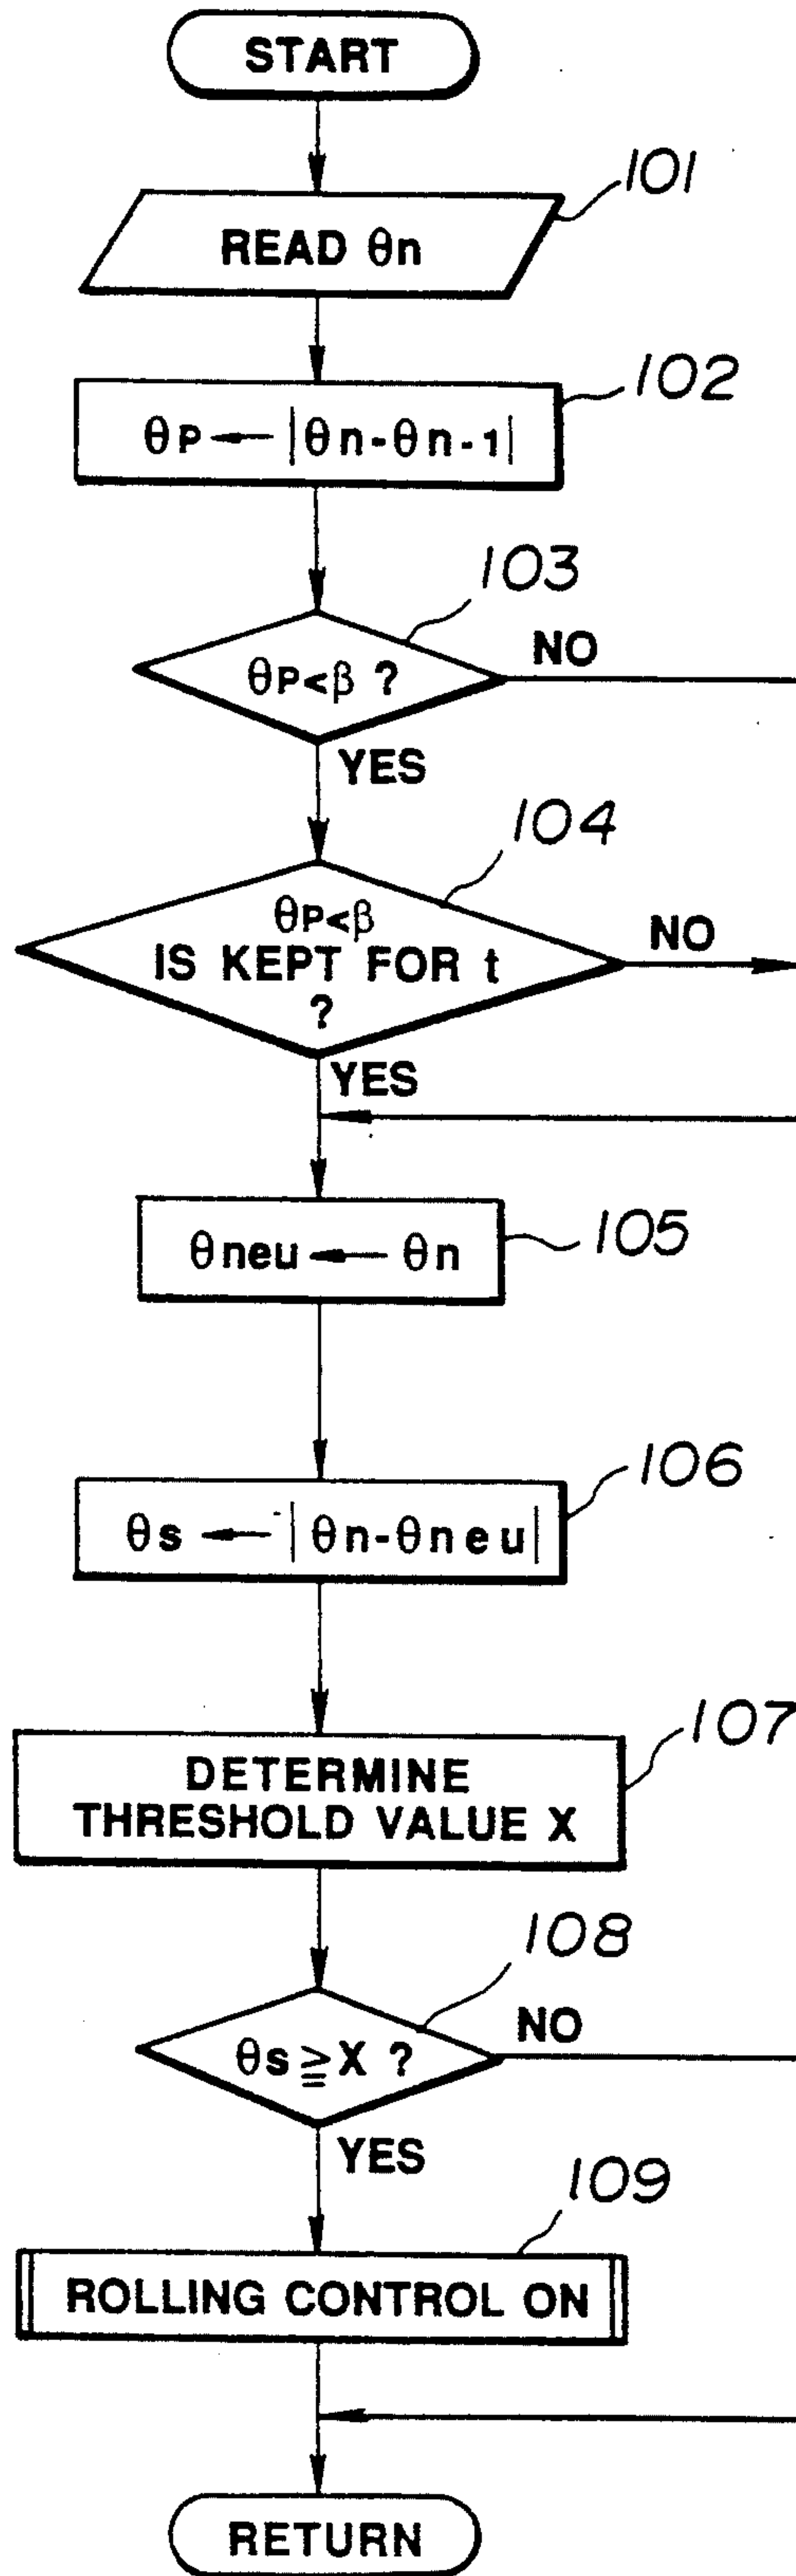 START
101
READ θn
102
θP ← |θn-θn-1|
103
θP<β ?
NO
YES
104
θP<β
IS KEPT FOR t
?
NO
YES
105
θneu ← θn
106
θs ← |θn-θneu|
107
DETERMINE
THRESHOLD VALUE X
108
θs≧X ?
NO
YES
109
ROLLING CONTROL ON
RETURN